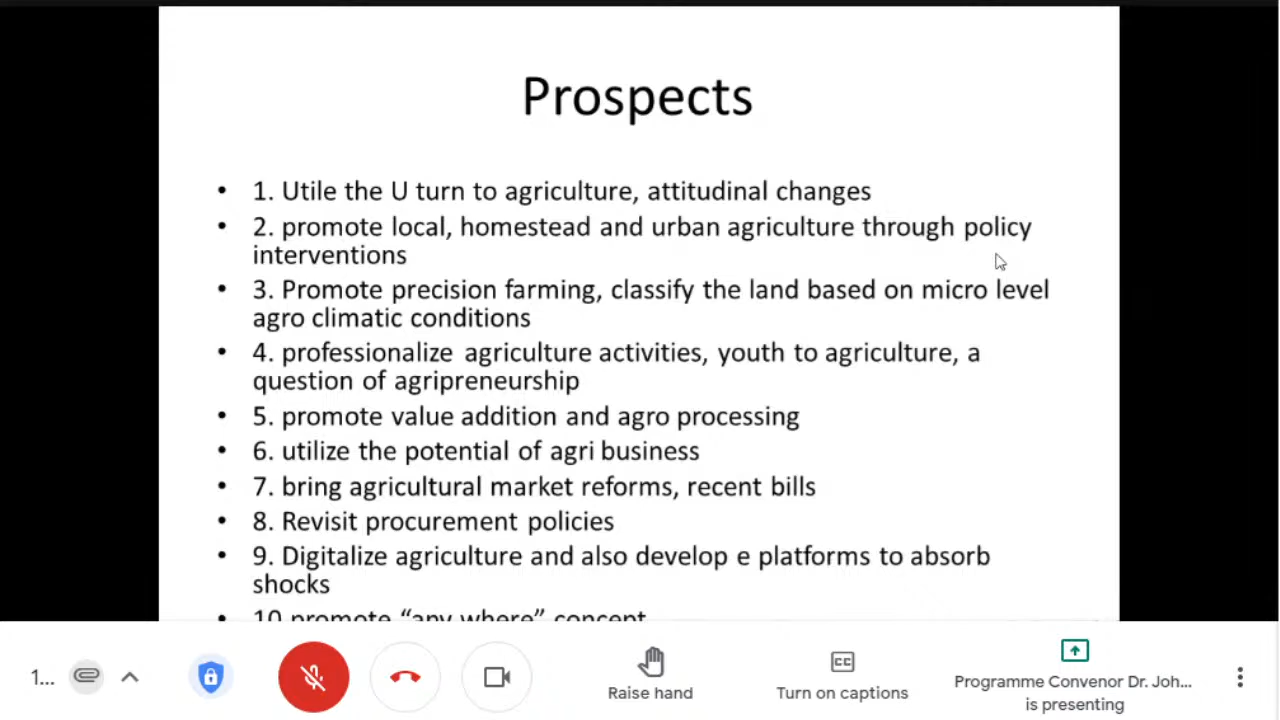 Prospects
• 1. Utile the U turn to agriculture, attitudinal changes
• 2. promote local, homestead and urban agriculture through policy
interventions
• 3. Promote precision farming, classify the land based on micro level
agro climatic conditions
• 4. professionalize agriculture activities, youth to agriculture, a
question of agripreneurship
• 5. promote value addition and agro processing
• 6. utilize the potential of agri business
• 7. bring agricultural market reforms, recent bills
• 8. Revisit procurement policies
• 9. Digitalize agriculture and also develop e platforms to absorb
shocks
• 10 promote “any where” concept
1...
Raise hand
CC
Turn on captions
Programme Convenor Dr. Joh...
is presenting